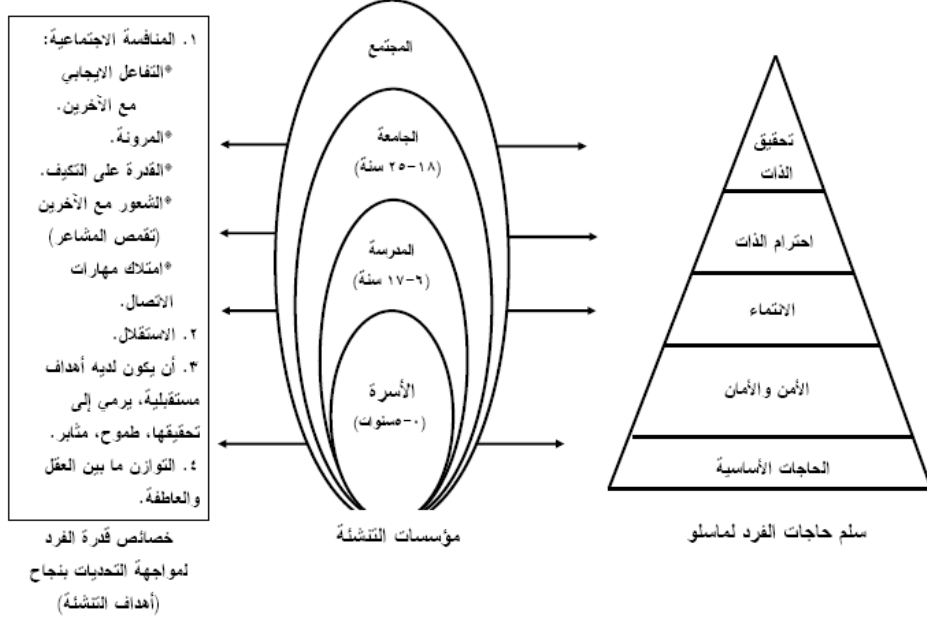 ١. المنافسة الاجتماعية:
*التفاعل الايجابي
مع الآخرين.
*المرونة.
*القدرة على التكيف.
*الشعور مع الآخرين
(تقمص المشاعر)
*امتلاك مهارات
الاتصال.
٢. الاستقلال.
٣. أن يكون لديه أهداف
مستقبلية، يرمي إلى
تحقيقها، طموح، مثابر.
٤. التوازن ما بين العقل
والعاطفة.
خصائص قدرة الفرد
لمواجهة التحديات بنجاح
(أهداف التنشئة)
المجتمع
الجامعة
(١٨-٢٥ سنة)
المدرسة
(٦-١٧ سنة)
الأسرة
(٠-٥سنوات)
مؤسسات التنشئة
تحقيق
الذات
احترام الذات
الانتماء
الأمن والأمان
الحاجات الأساسية
سلم حاجات الفرد لماسلو